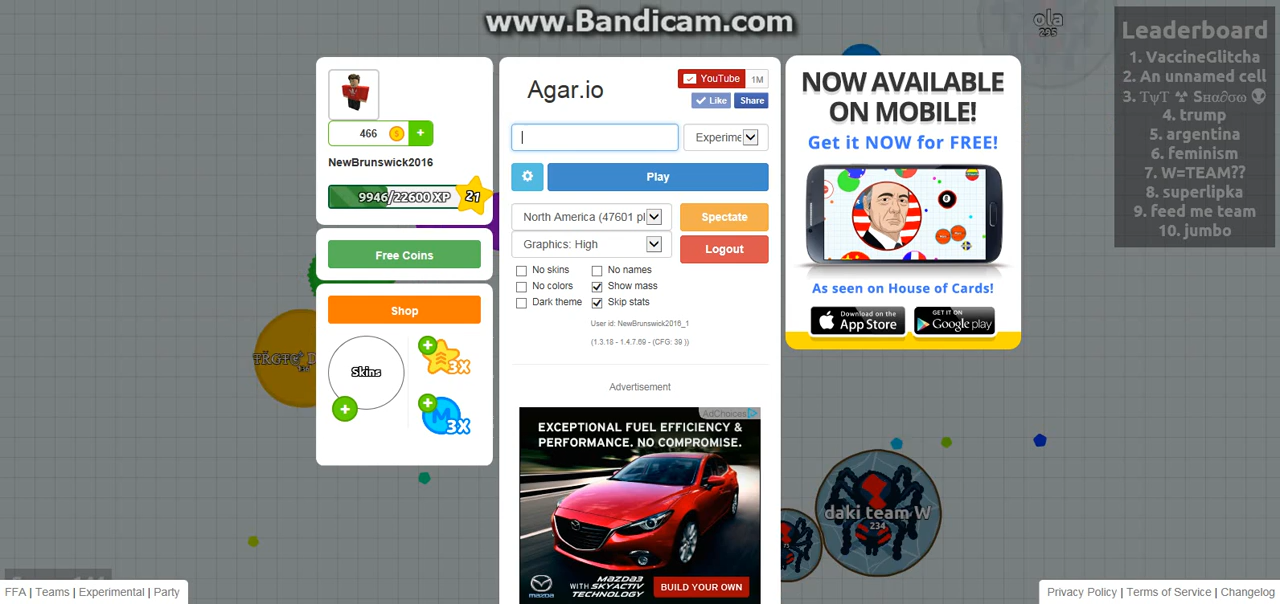 www.Bandicam.com
ola
235
Leaderboard
1. VaccineGlitcha
2. An unnamed cell
3. ТψТ ☢ Sнα∂σω 👽
4. trump
5. argentina
6. feminism
7. W=TEAM??
8. superlipka
9. feed me team
10. jumbo
466
+
NewBrunswick2016
9946/22600 XP
21
Free Coins
Shop
Skins
3X
M
3X
Agar.io
YouTube
1M
Like
Share
Experime
Play
North America (47601 pl
Spectate
Graphics: High
Logout
No skins
No names
No colors
Show mass
Dark theme
Skip stats
User id: NewBrunswick2016_1
(1.3.18 - 1.4.7.69 - (CFG: 39 ))
Advertisement
AdChoices
EXCEPTIONAL FUEL EFFICIENCY &
PERFORMANCE. NO COMPROMISE.
mazda
MAZDA3
WITH SKYACTIV
TECHNOLOGY
BUILD YOUR OWN
NOW AVAILABLE
ON MOBILE!
Get it NOW for FREE!
8
As seen on House of Cards!
Download on the
App Store
GET IT ON
Google play
daki team W
234
FFA | Teams | Experimental | Party
Privacy Policy | Terms of Service | Changelog